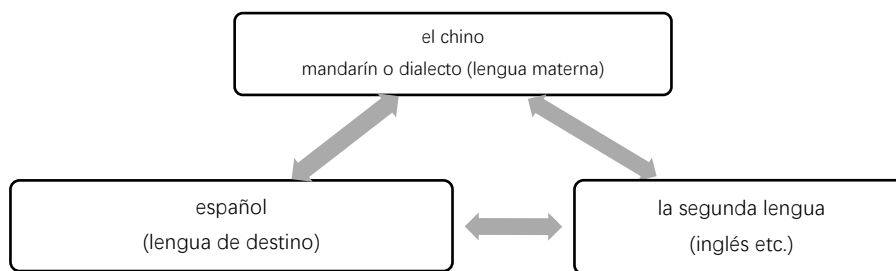 el chino
mandarín o dialecto (lengua materna)
español
(lengua de destino)
la segunda lengua
(inglés etc.)